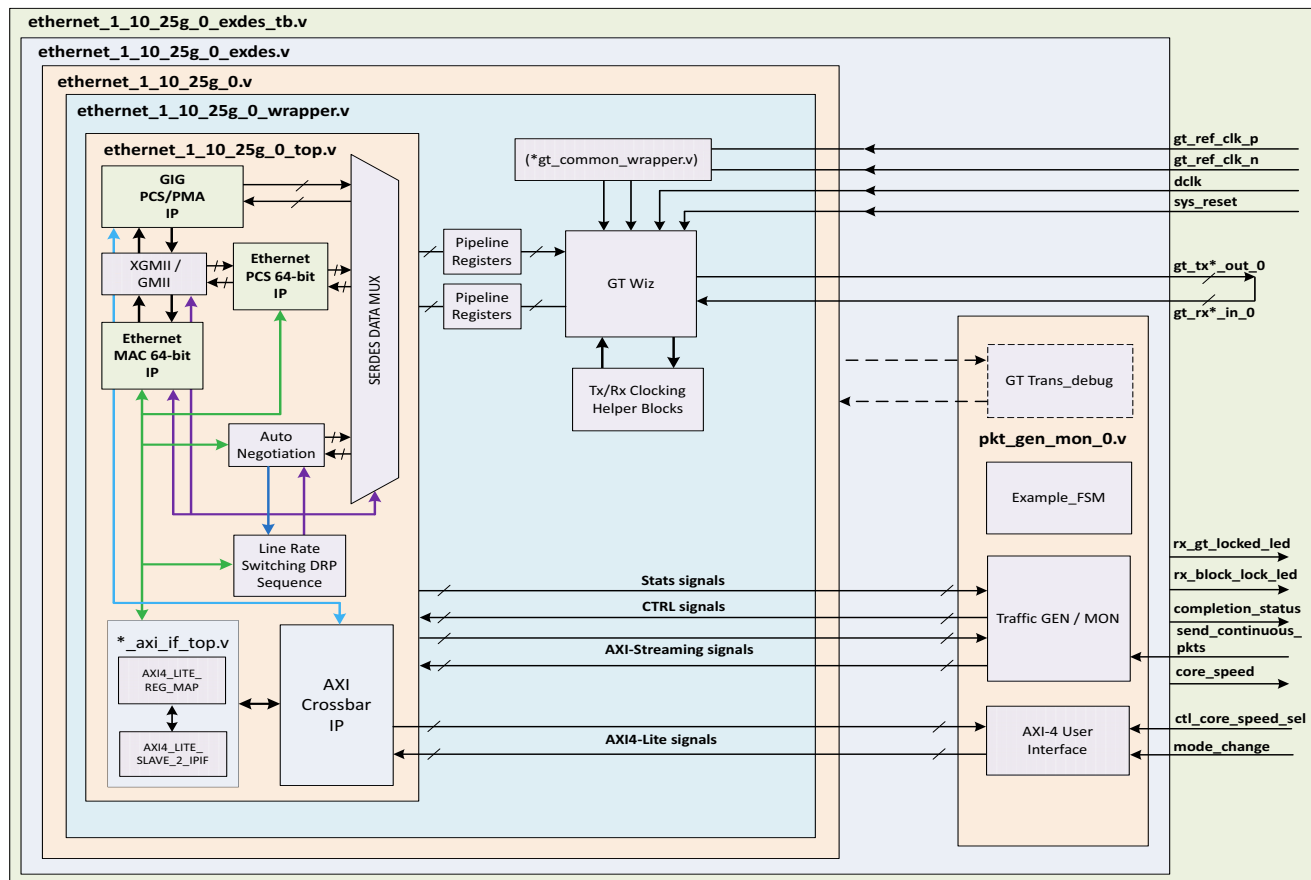 ethernet_1_10_25g_0_exdes_tb.v
ethernet_1_10_25g_0_exdes.v
ethernet_1_10_25g_0.v
ethernet_1_10_25g_0_wrapper.v
ethernet_1_10_25g_0_top.v
GIG
PCS/PMA
IP
XGMII /
GMII
Ethernet
PCS 64-bit
IP
Ethernet
MAC 64-bit
IP
SERDES DATA MUX
Auto
Negotiation
Line Rate
Switching DRP
Sequence
*_axi_if_top.v
AXI4_LITE_
REG_MAP
AXI4_LITE_
SLAVE_2_IPIF
AXI
Crossbar
IP
(*gt_common_wrapper.v)
Pipeline
Registers
Pipeline
Registers
GT Wiz
Tx/Rx Clocking
Helper Blocks
Stats signals
CTRL signals
AXI-Streaming signals
AXI4-Lite signals
GT Trans_debug
pkt_gen_mon_0.v
Example_FSM
Traffic GEN / MON
AXI-4 User
Interface
gt_ref_clk_p
gt_ref_clk_n
dclk
sys_reset
gt_tx*_out_0
gt_rx*_in_0
rx_gt_locked_led
rx_block_lock_led
completion_status
send_continuous_
pkts
core_speed
ctl_core_speed_sel
mode_change